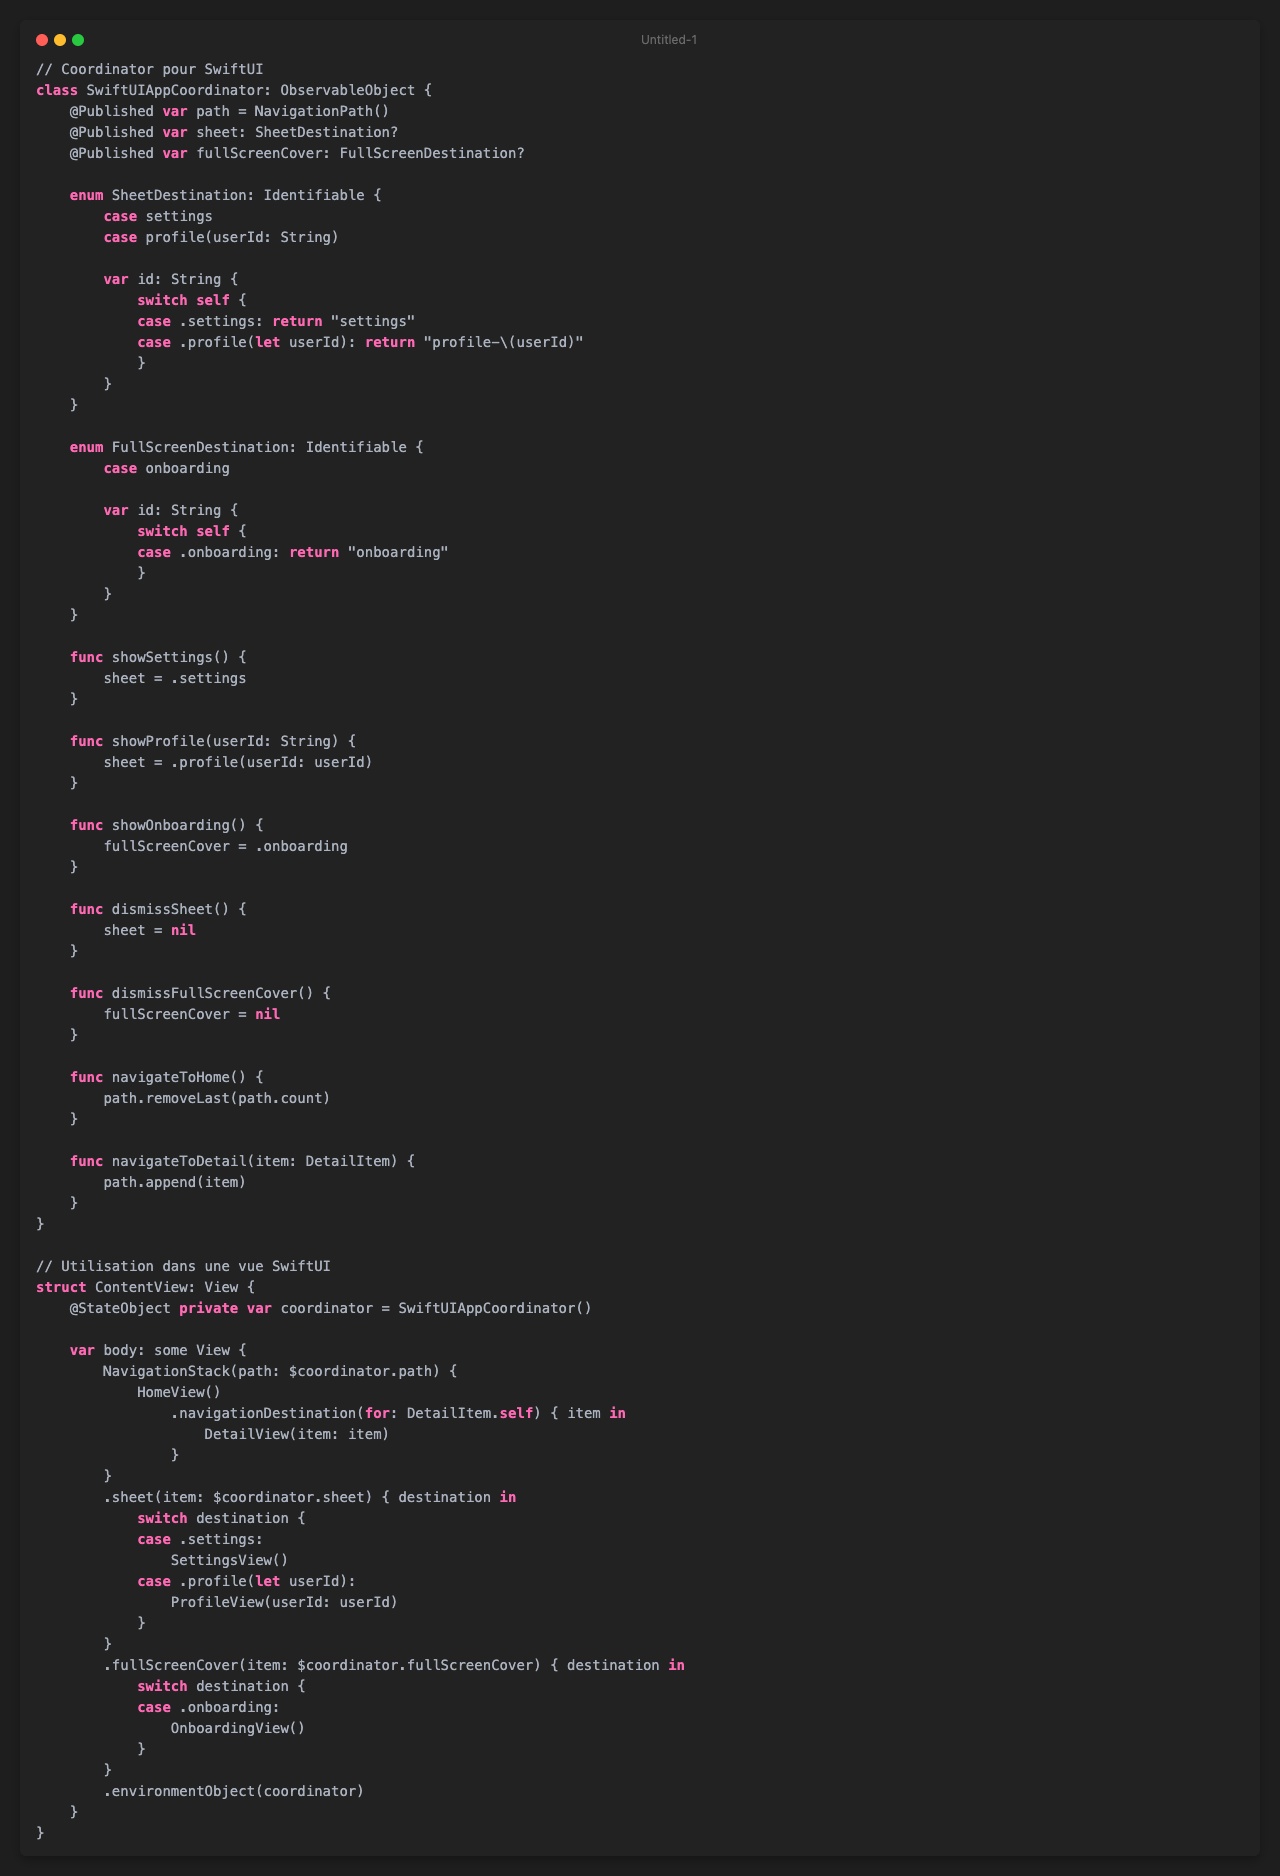 Untitled-1
// Coordinator pour SwiftUI
class SwiftUIAppCoordinator: ObservableObject {
    @Published var path = NavigationPath()
    @Published var sheet: SheetDestination?
    @Published var fullScreenCover: FullScreenDestination?

    enum SheetDestination: Identifiable {
        case settings
        case profile(userId: String)

        var id: String {
            switch self {
            case .settings: return "settings"
            case .profile(let userId): return "profile-\(userId)"
            }
        }
    }

    enum FullScreenDestination: Identifiable {
        case onboarding

        var id: String {
            switch self {
            case .onboarding: return "onboarding"
            }
        }
    }

    func showSettings() {
        sheet = .settings
    }

    func showProfile(userId: String) {
        sheet = .profile(userId: userId)
    }

    func showOnboarding() {
        fullScreenCover = .onboarding
    }

    func dismissSheet() {
        sheet = nil
    }

    func dismissFullScreenCover() {
        fullScreenCover = nil
    }

    func navigateToHome() {
        path.removeLast(path.count)
    }

    func navigateToDetail(item: DetailItem) {
        path.append(item)
    }
}

// Utilisation dans une vue SwiftUI
struct ContentView: View {
    @StateObject private var coordinator = SwiftUIAppCoordinator()

    var body: some View {
        NavigationStack(path: $coordinator.path) {
            HomeView()
                .navigationDestination(for: DetailItem.self) { item in
                    DetailView(item: item)
                }
        }
        .sheet(item: $coordinator.sheet) { destination in
            switch destination {
            case .settings:
                SettingsView()
            case .profile(let userId):
                ProfileView(userId: userId)
            }
        }
        .fullScreenCover(item: $coordinator.fullScreenCover) { destination in
            switch destination {
            case .onboarding:
                OnboardingView()
            }
        }
        .environmentObject(coordinator)
    }
}